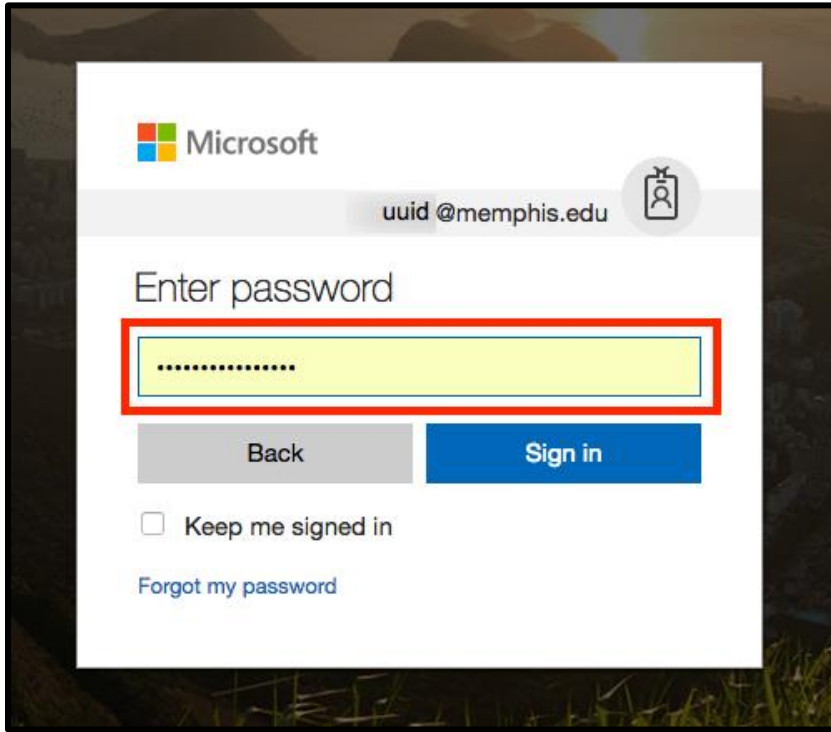 Microsoft
uuid @memphis.edu
Enter password
Back
Sign in
Keep me signed in
Forgot my password